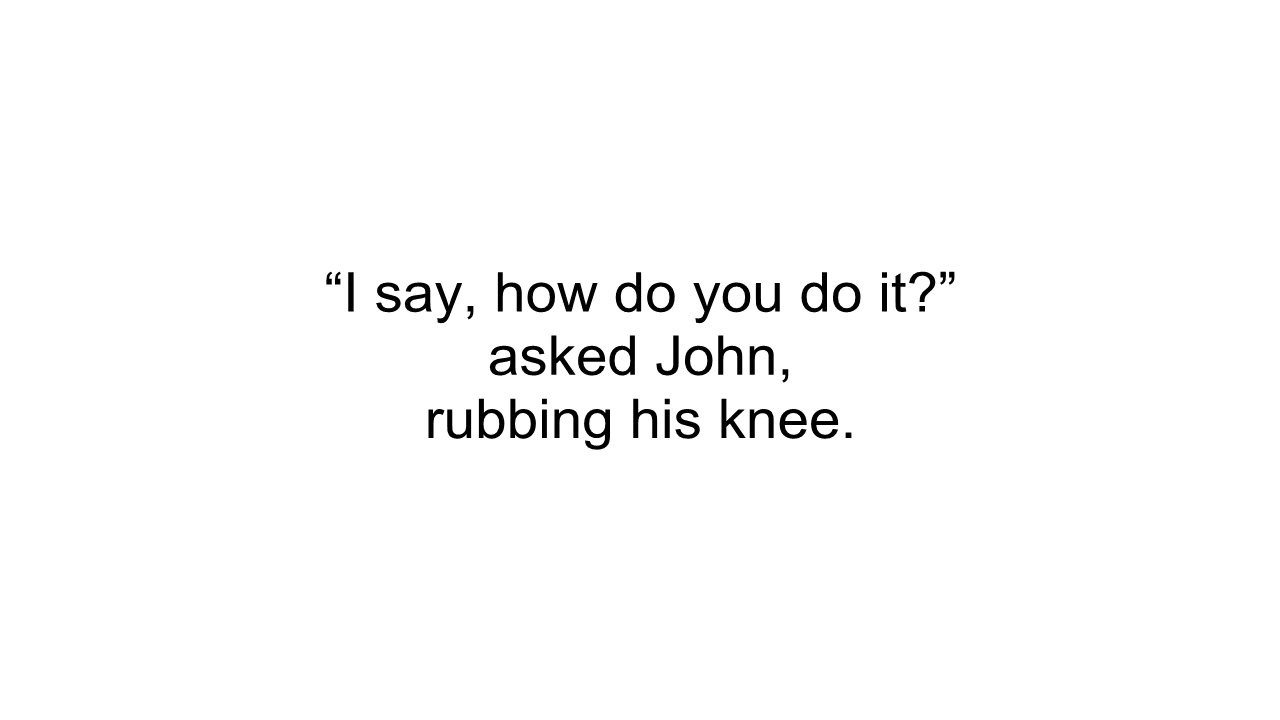 “I say, how do you do it?”
asked John,
rubbing his knee.